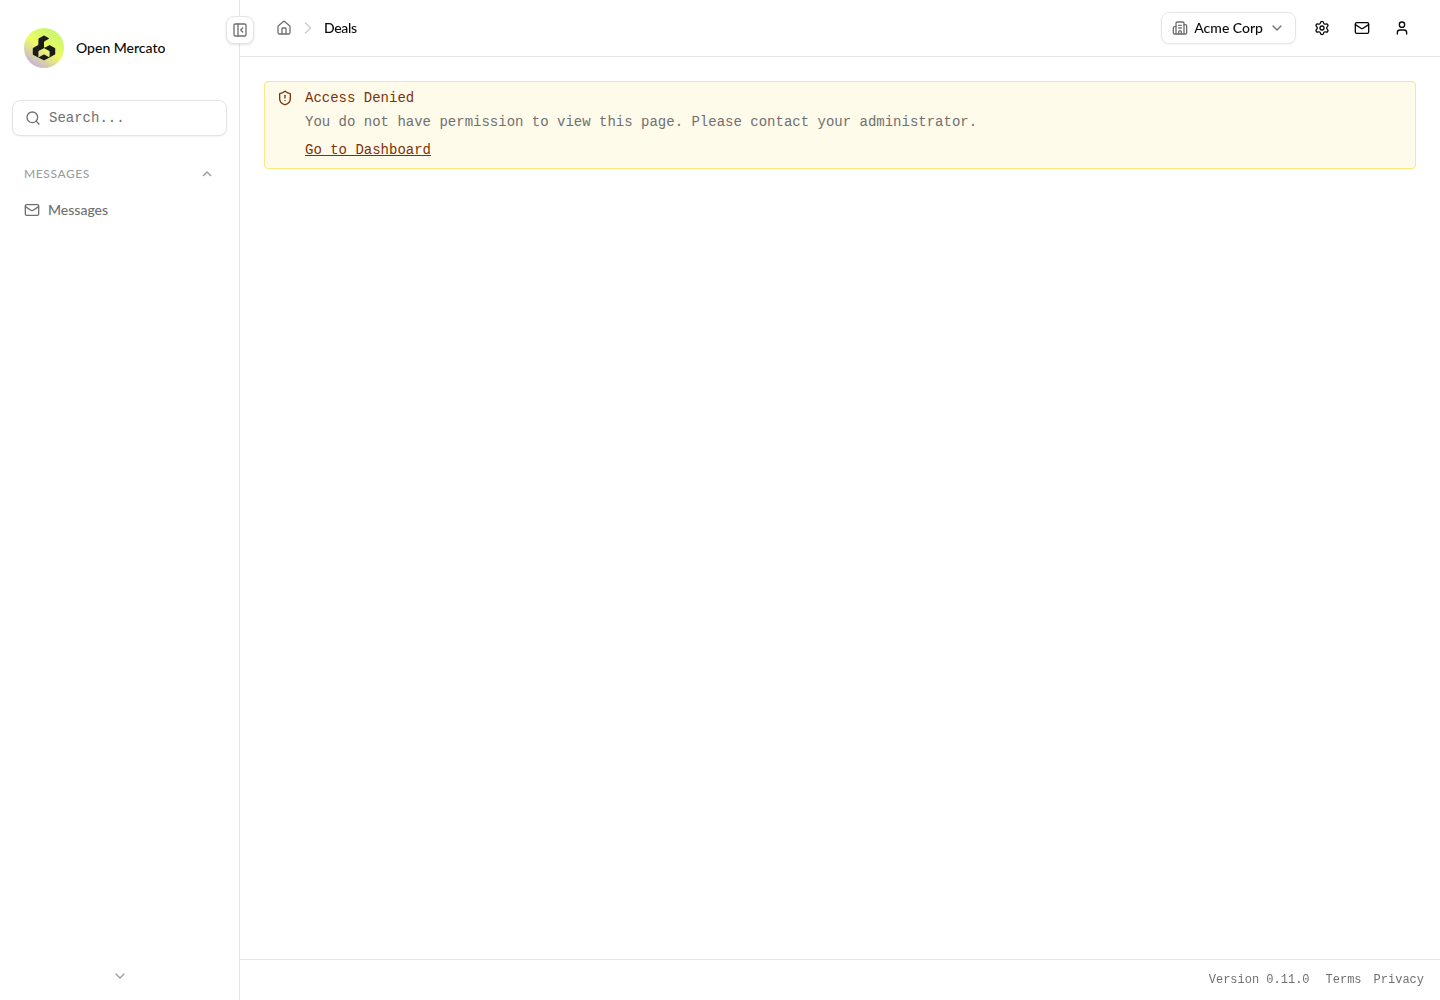 Open Mercato
Search...
MESSAGES
Messages
Deals
Acme Corp
Access Denied
You do not have permission to view this page. Please contact your administrator.
Go to Dashboard
Version 0.11.0 Terms Privacy